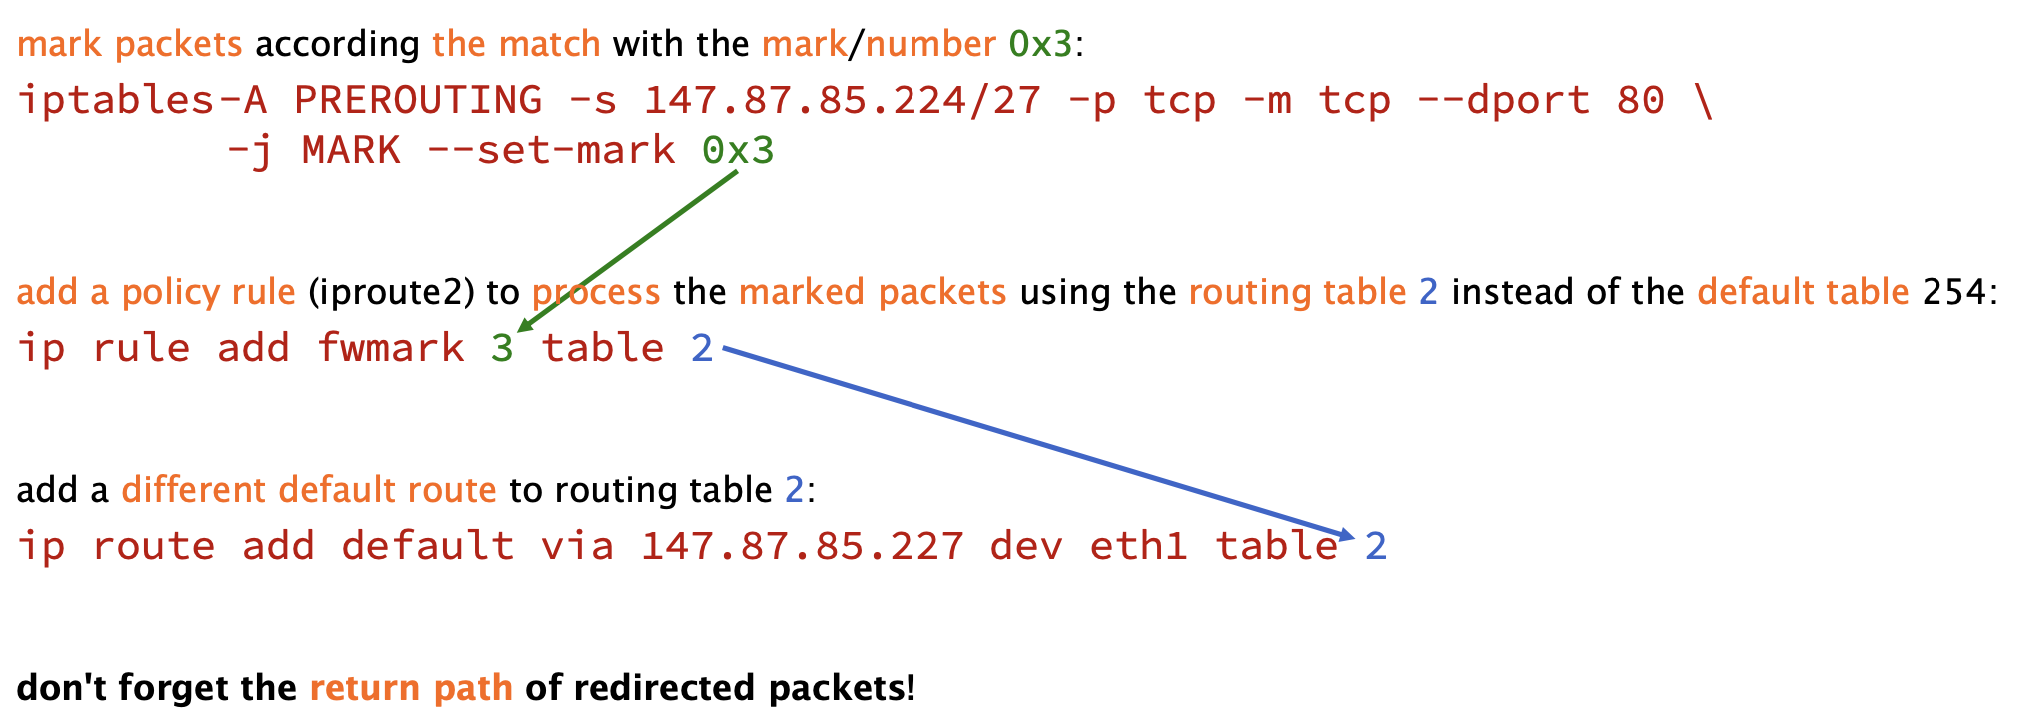 mark packets according the match with the mark/number 0x3:
iptables-A PREROUTING -s 147.87.85.224/27 -p tcp -m tcp --dport 80 \
-j MARK --set-mark 0x3
add a policy rule (iproute2) to process the marked packets using the routing table 2 instead of the default table 254:
ip rule add fwmark 3 table 2
add a different default route to routing table 2:
ip route add default via 147.87.85.227 dev eth1 table 2
don't forget the return path of redirected packets!